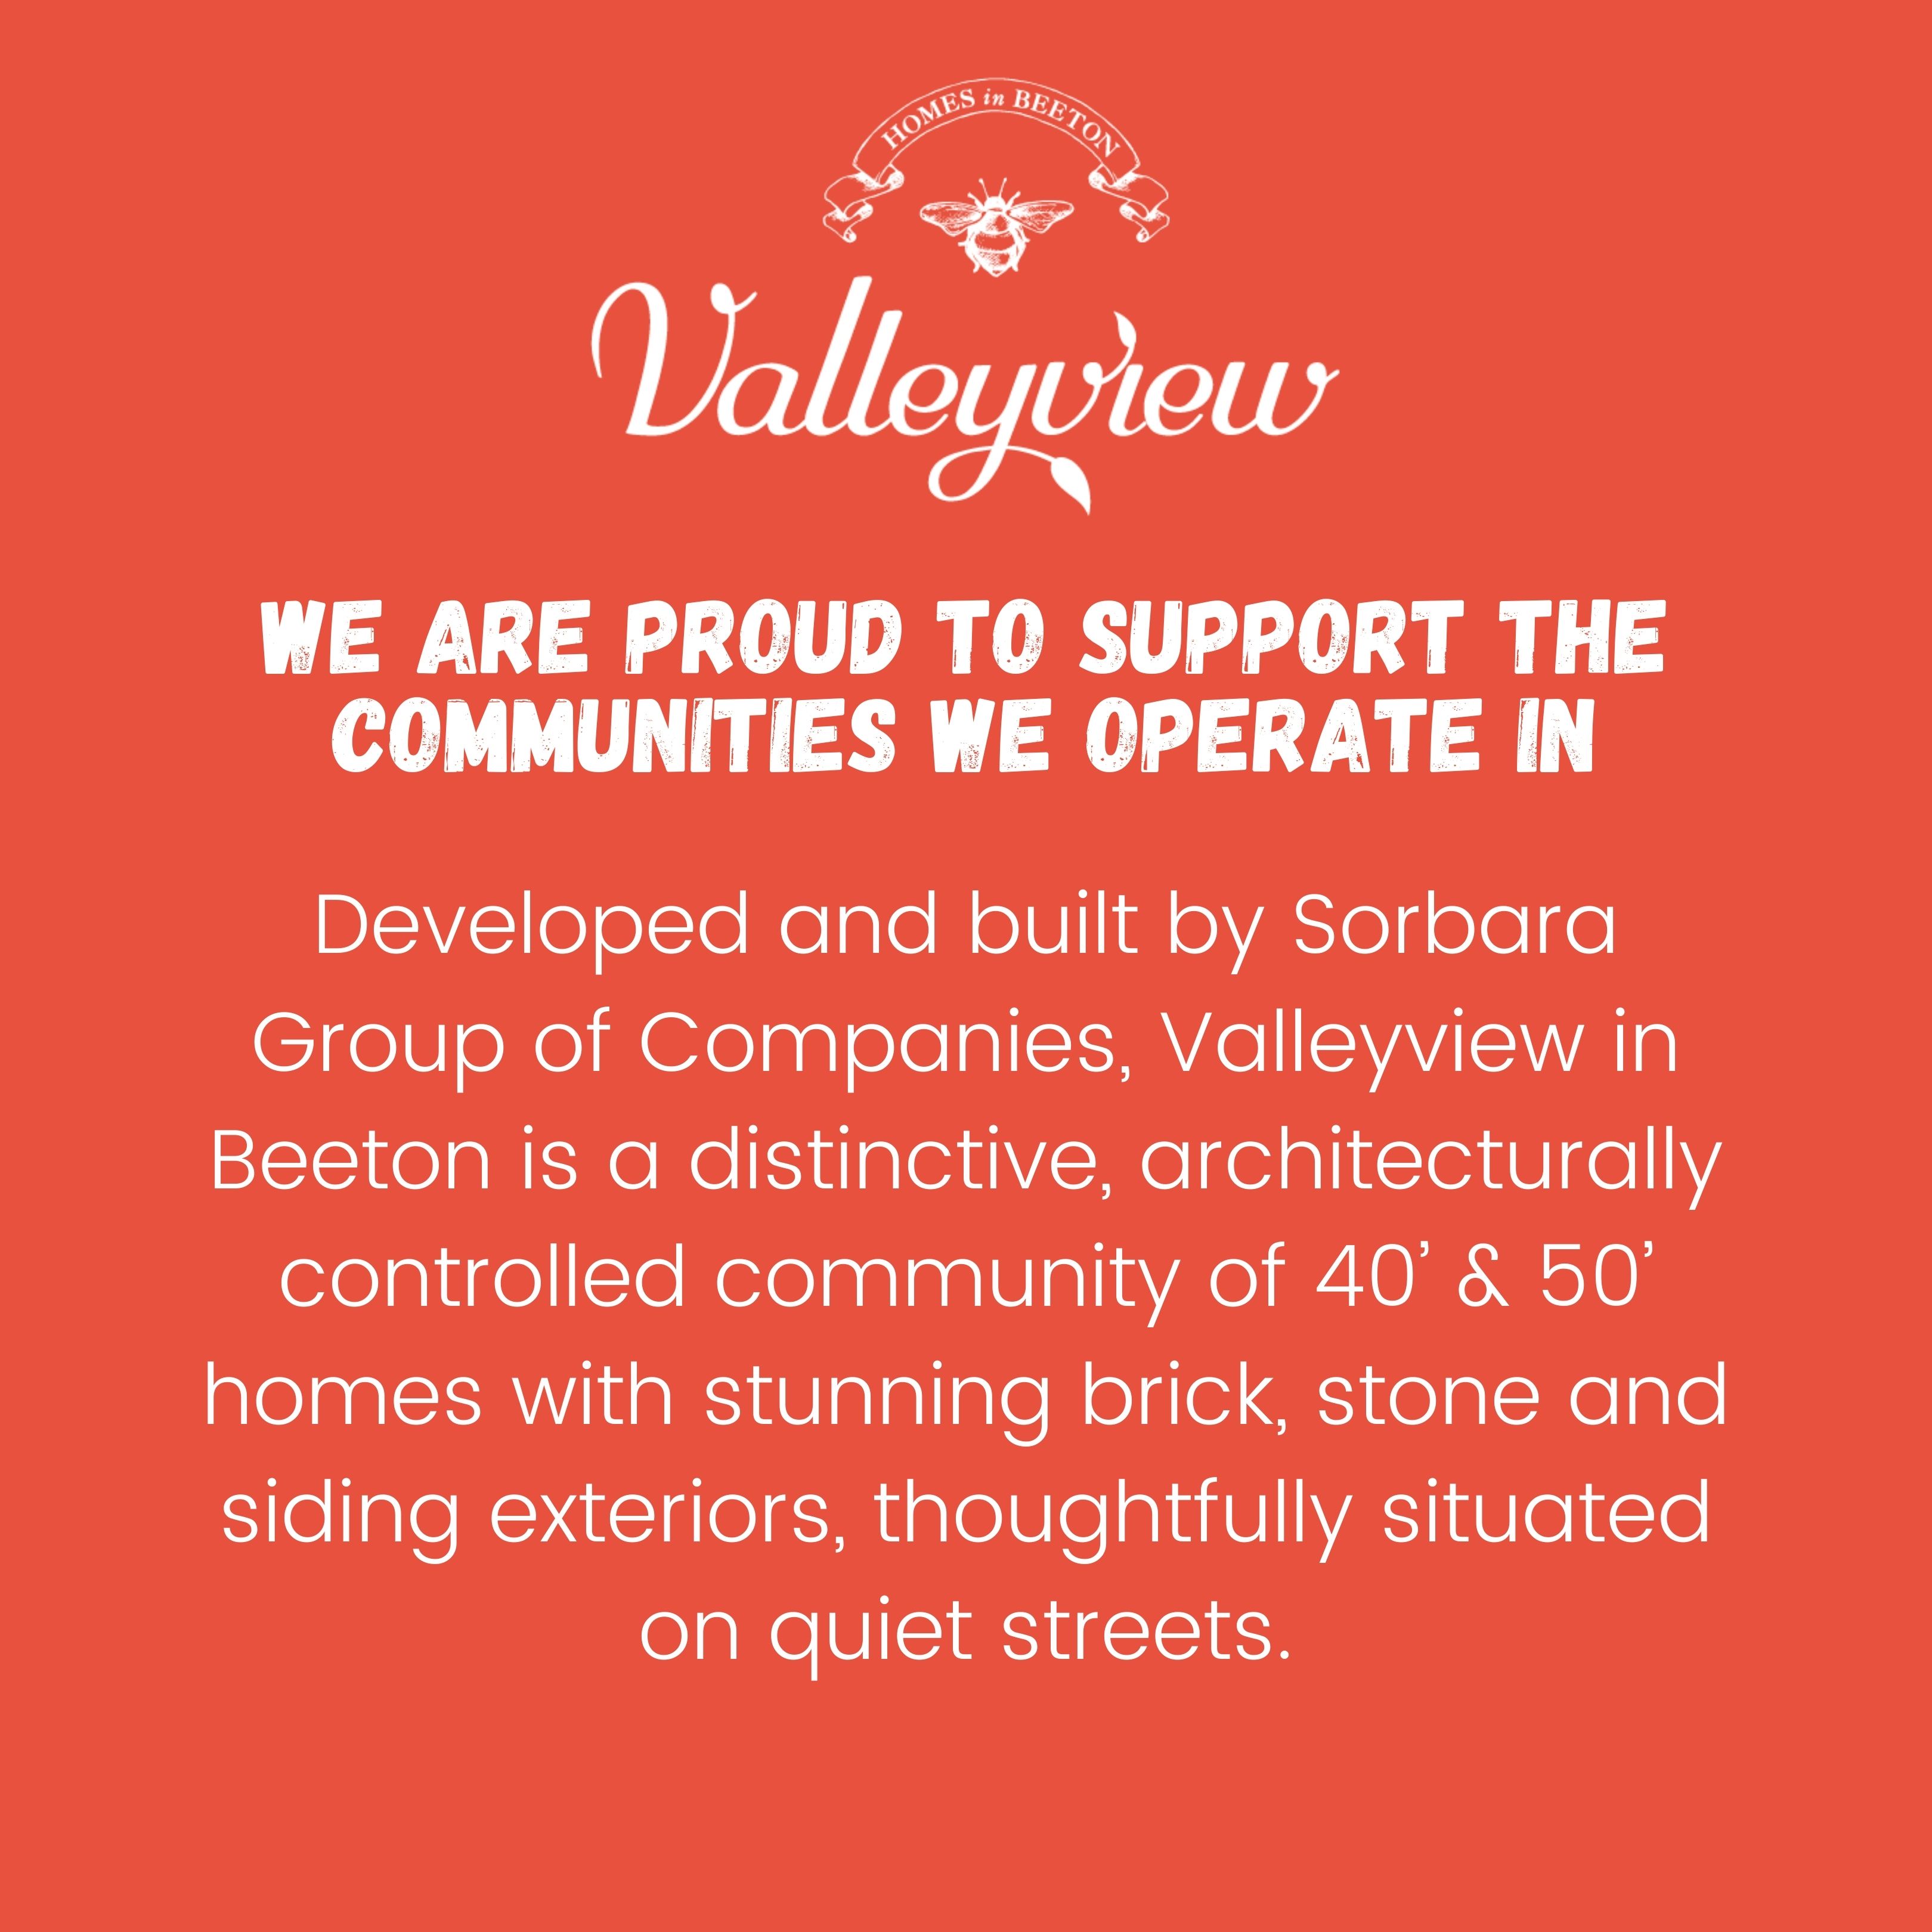 HOMES in BEETON
Valleyview
WE ARE PROUD TO SUPPORT THE
COMMUNITIES WE OPERATE IN
Developed and built by Sorbara
Group of Companies, Valleyview in
Beeton is a distinctive, architecturally
controlled community of 40’ & 50’
homes with stunning brick, stone and
siding exteriors, thoughtfully situated
on quiet streets.